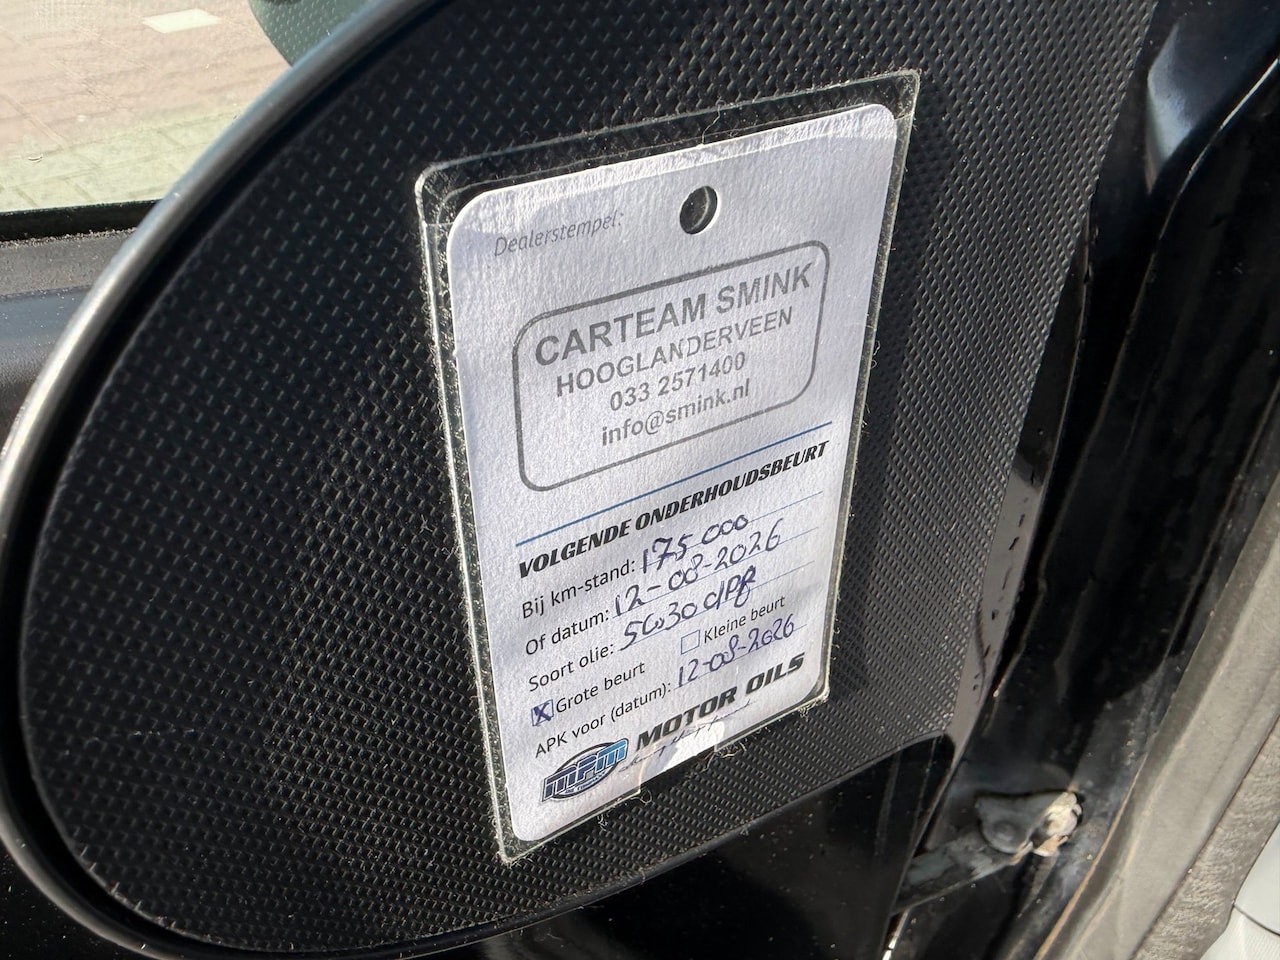 Dealerstempel:
CARTEAM SMINK
HOOGLANDERVEEN
033 2571400
info@smink.nl
VOLGENDE ONDERHOUDSBEURT
Bij km-stand: 175.000
Of datum: 12-08-2026
Soort olie: 5W30 dpf
X Grote beurt Kleine beurt
APK voor (datum): 12-08-2026
MPM MOTOR OILS